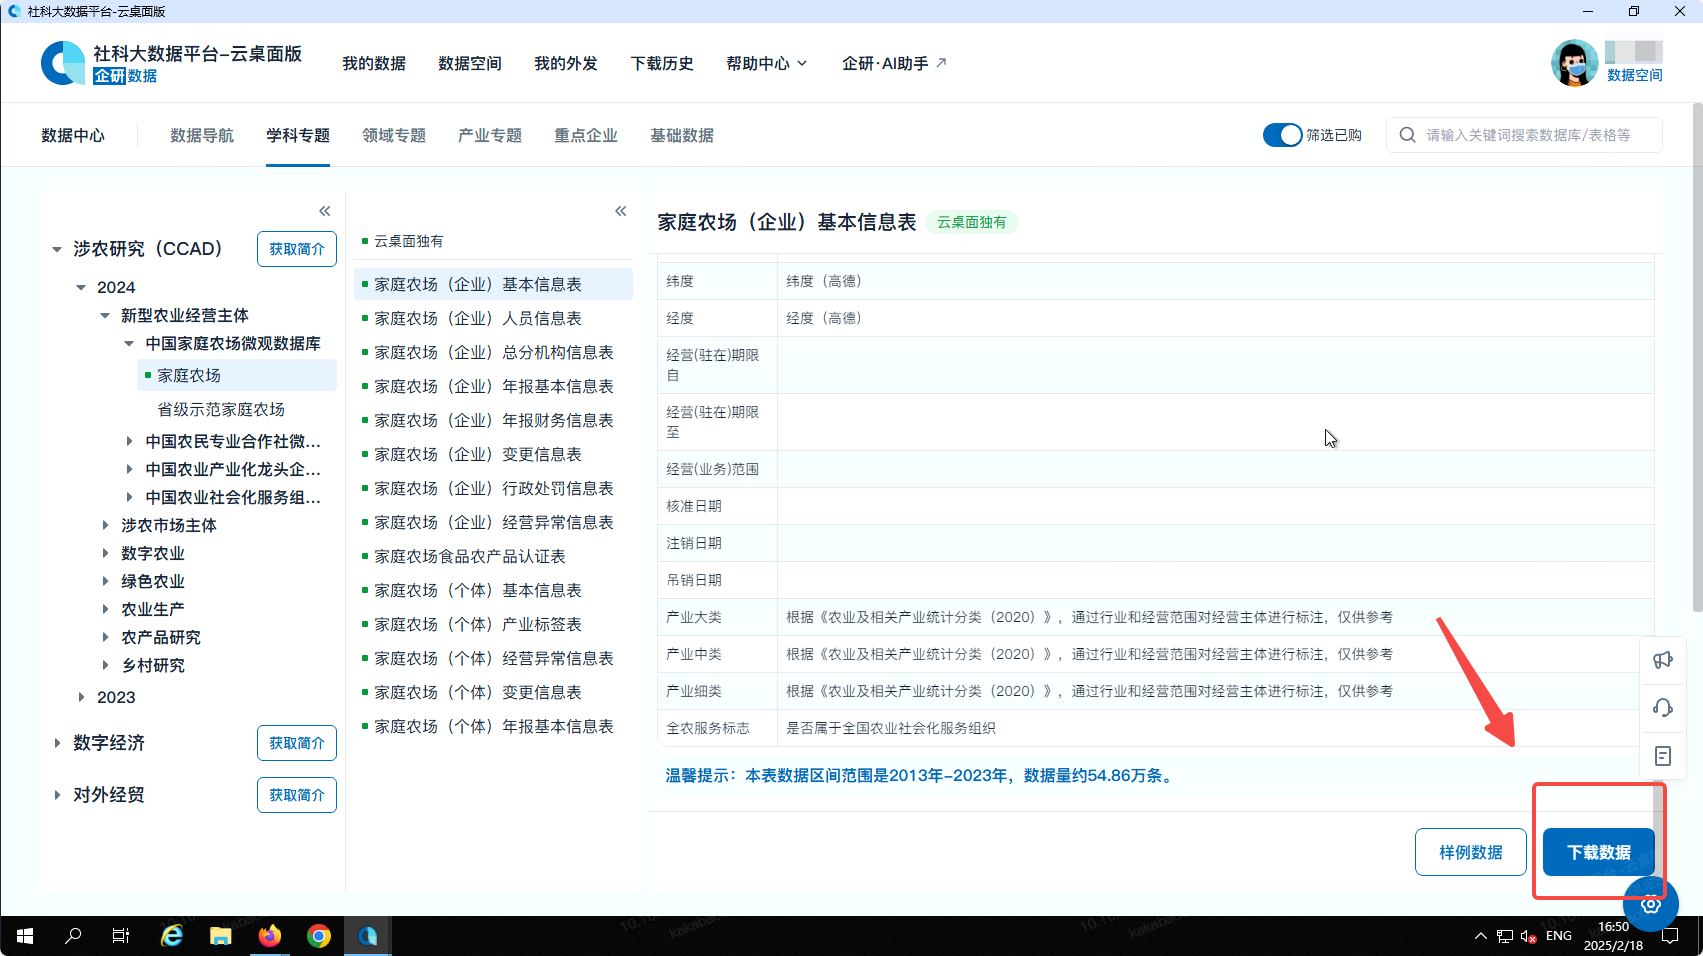 社科大数据平台-云桌面版
社科大数据平台-云桌面版
企研数据
我的数据
数据空间
我的外发
下载历史
帮助中心
企研·AI助手
数据空间
数据中心
数据导航
学科专题
领域专题
产业专题
重点企业
基础数据
筛选已购
请输入关键词搜索数据库/表格等
涉农研究（CCAD）
获取简介
2024
新型农业经营主体
中国家庭农场微观数据库
家庭农场
省级示范家庭农场
中国农民专业合作社微...
中国农业产业化龙头企...
中国农业社会化服务组...
涉农市场主体
数字农业
绿色农业
农业生产
农产品研究
乡村研究
2023
数字经济
获取简介
对外经贸
获取简介
云桌面独有
家庭农场（企业）基本信息表
家庭农场（企业）人员信息表
家庭农场（企业）总分机构信息表
家庭农场（企业）年报基本信息表
家庭农场（企业）年报财务信息表
家庭农场（企业）变更信息表
家庭农场（企业）行政处罚信息表
家庭农场（企业）经营异常信息表
家庭农场食品农产品认证表
家庭农场（个体）基本信息表
家庭农场（个体）产业标签表
家庭农场（个体）经营异常信息表
家庭农场（个体）变更信息表
家庭农场（个体）年报基本信息表
家庭农场（企业）基本信息表
云桌面独有
纬度
纬度（高德）
经度
经度（高德）
经营(驻在)期限
自
经营(驻在)期限
至
经营(业务)范围
核准日期
注销日期
吊销日期
产业大类
根据《农业及相关产业统计分类（2020）》，通过行业和经营范围对经营主体进行标注，仅供参考
产业中类
根据《农业及相关产业统计分类（2020）》，通过行业和经营范围对经营主体进行标注，仅供参考
产业细类
根据《农业及相关产业统计分类（2020）》，通过行业和经营范围对经营主体进行标注，仅供参考
全农服务标志
是否属于全国农业社会化服务组织
温馨提示：本表数据区间范围是2013年-2023年，数据量约54.86万条。
样例数据
下载数据
ENG
16:50
2025/2/18